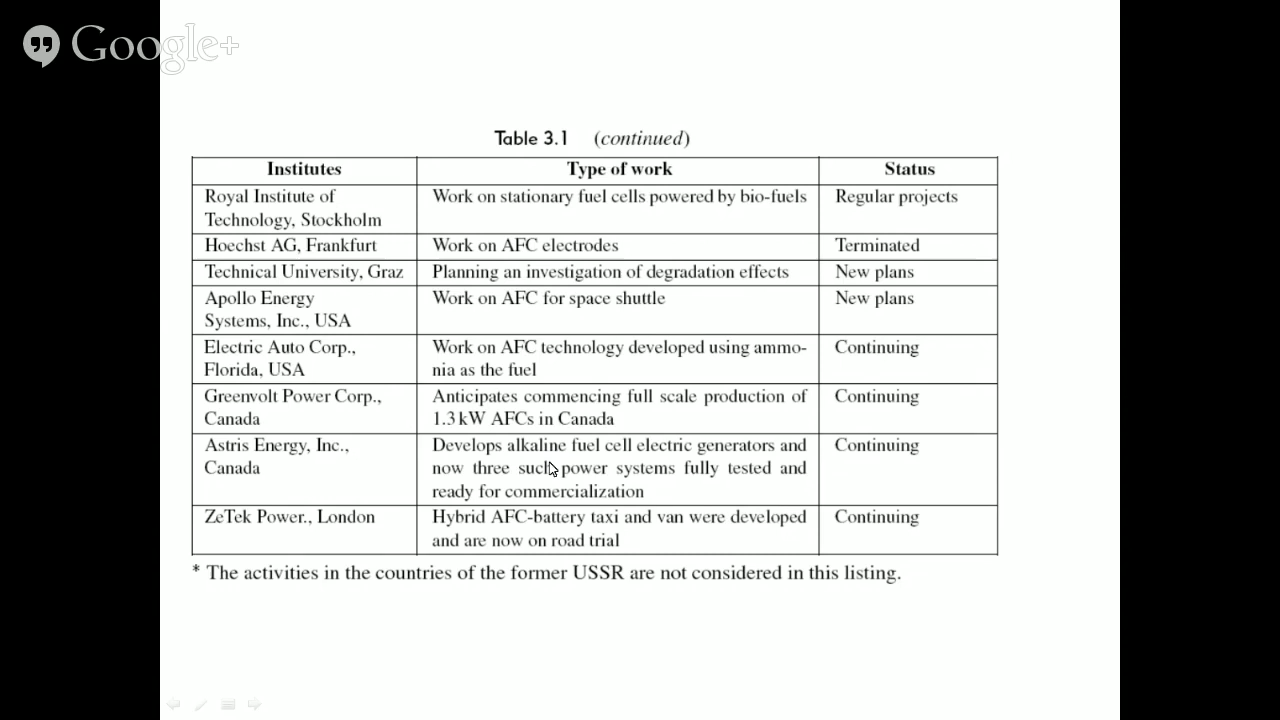 Google+
Table 3.1 (continued)
Institutes Type of work Status
Royal Institute of Technology, Stockholm Work on stationary fuel cells powered by bio-fuels Regular projects
Hoechst AG, Frankfurt Work on AFC electrodes Terminated
Technical University, Graz Planning an investigation of degradation effects New plans
Apollo Energy Systems, Inc., USA Work on AFC for space shuttle New plans
Electric Auto Corp., Florida, USA Work on AFC technology developed using ammo-
nia as the fuel Continuing
Greenvolt Power Corp., Canada Anticipates commencing full scale production of
1.3 kW AFCs in Canada Continuing
Astris Energy, Inc., Canada Develops alkaline fuel cell electric generators and
now three such power systems fully tested and
ready for commercialization Continuing
ZeTek Power., London Hybrid AFC-battery taxi and van were developed
and are now on road trial Continuing
* The activities in the countries of the former USSR are not considered in this listing.